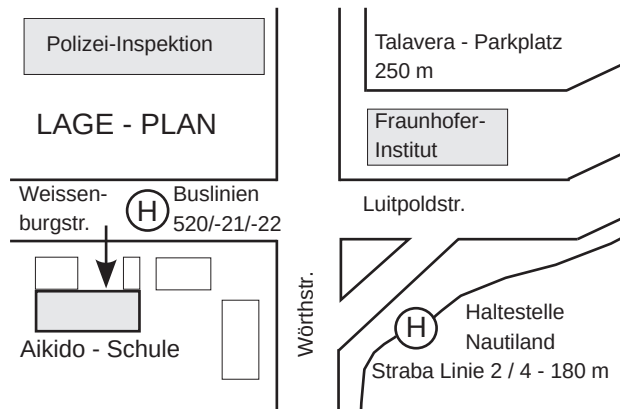 Polizei-Inspektion
Talavera - Parkplatz
250 m
LAGE - PLAN
Fraunhofer-
Institut
Weissen-
burgstr.
H
Buslinien
520/-21/-22
Luitpoldstr.
Wörthstr.
Aikido - Schule
H
Haltestelle
Nautiland
Straba Linie 2 / 4 - 180 m